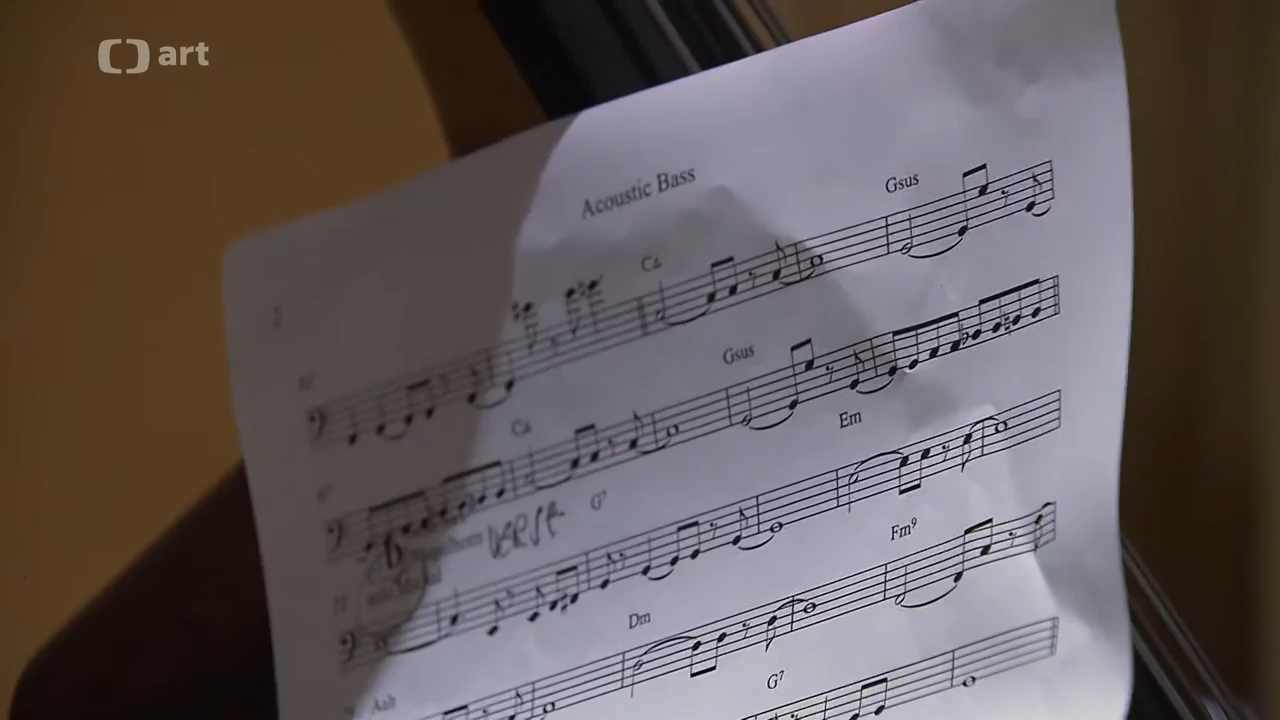 art
Acoustic Bass
Gsus
C△
Gsus
C△
Em
G⁷
VERSE
Fm⁹
Dm
G⁷